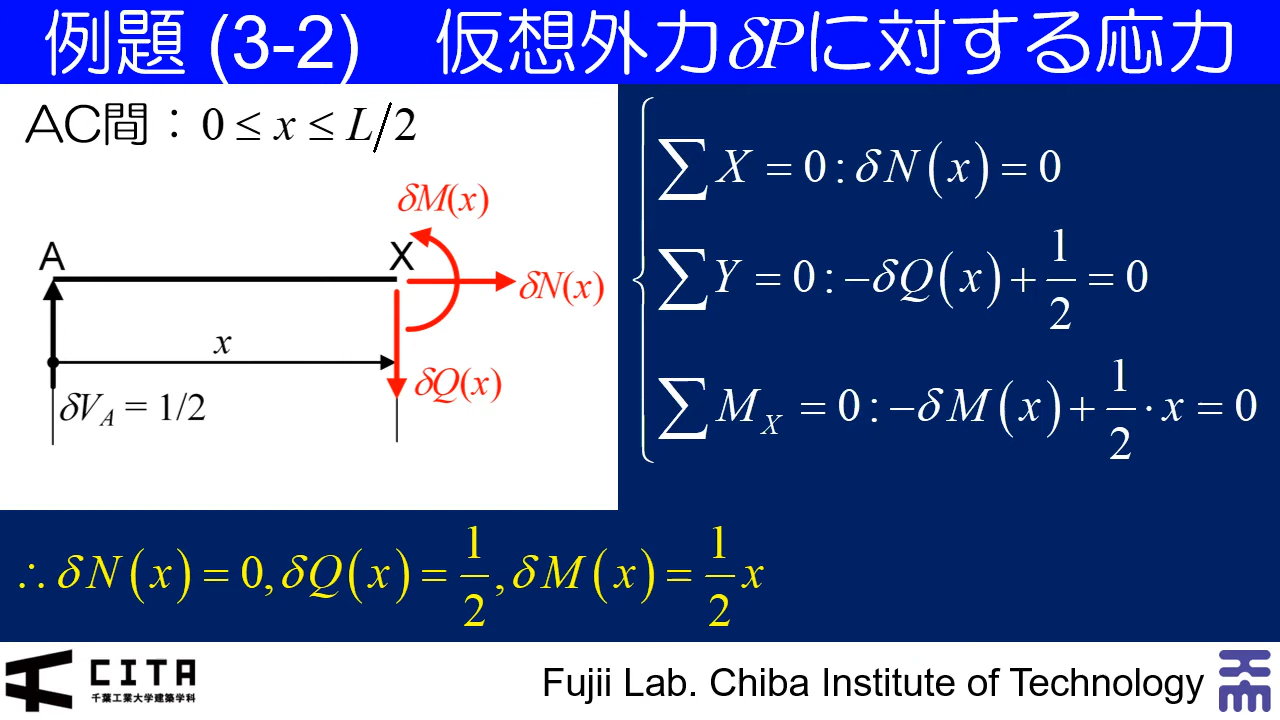 例題 (3-2)　仮想外力δPに対する応力
AC間：0 ≤ x ≤ L/2
δM(x)
A
X
δN(x)
x
δQ(x)
δV_A = 1/2
∑ X = 0 : δN(x) = 0
∑ Y = 0 : −δQ(x) + 1/2 = 0
∑ M_X = 0 : −δM(x) + 1/2 · x = 0
∴ δN(x) = 0, δQ(x) = 1/2, δM(x) = 1/2 x
CITA
千葉工業大学建築学科
Fujii Lab. Chiba Institute of Technology